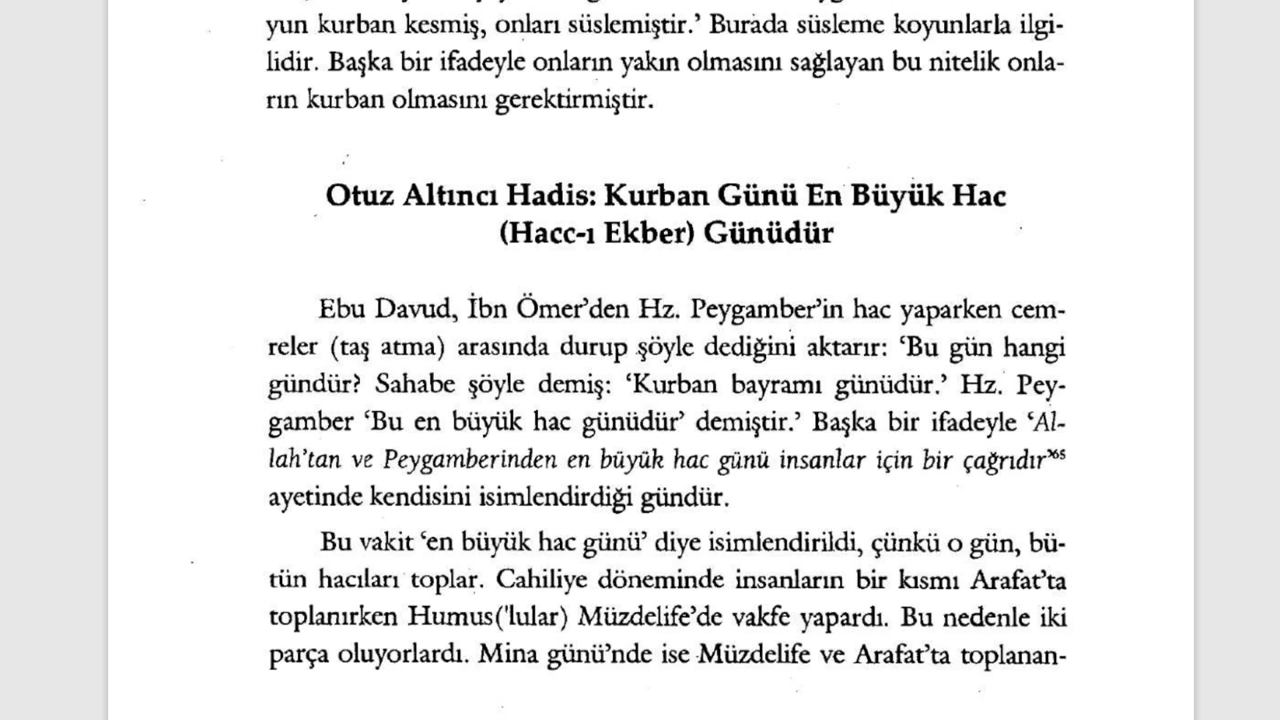 yun kurban kesmiş, onları süslemiştir.’ Burada süsleme koyunlarla ilgi-
lidir. Başka bir ifadeyle onların yakın olmasını sağlayan bu nitelik onla-
rın kurban olmasını gerektirmiştir.
Otuz Altıncı Hadis: Kurban Günü En Büyük Hac
(Hacc-ı Ekber) Günüdür
Ebu Davud, İbn Ömer’den Hz. Peygamber’in hac yaparken cem-
reler (taş atma) arasında durup şöyle dediğini aktarır: ‘Bu gün hangi
gündür? Sahabe şöyle demiş: ‘Kurban bayramı günüdür.’ Hz. Pey-
gamber ‘Bu en büyük hac günüdür’ demiştir.’ Başka bir ifadeyle ‘Al-
lah’tan ve Peygamberinden en büyük hac günü insanlar için bir çağrıdır’³⁶⁵
ayetinde kendisini isimlendirdiği gündür.
Bu vakit ‘en büyük hac günü’ diye isimlendirildi, çünkü o gün, bü-
tün hacıları toplar. Cahiliye döneminde insanların bir kısmı Arafat’ta
toplanırken Humus('lular) Müzdelife’de vakfe yapardı. Bu nedenle iki
parça oluyorlardı. Mina günü’nde ise Müzdelife ve Arafat’ta toplanan-